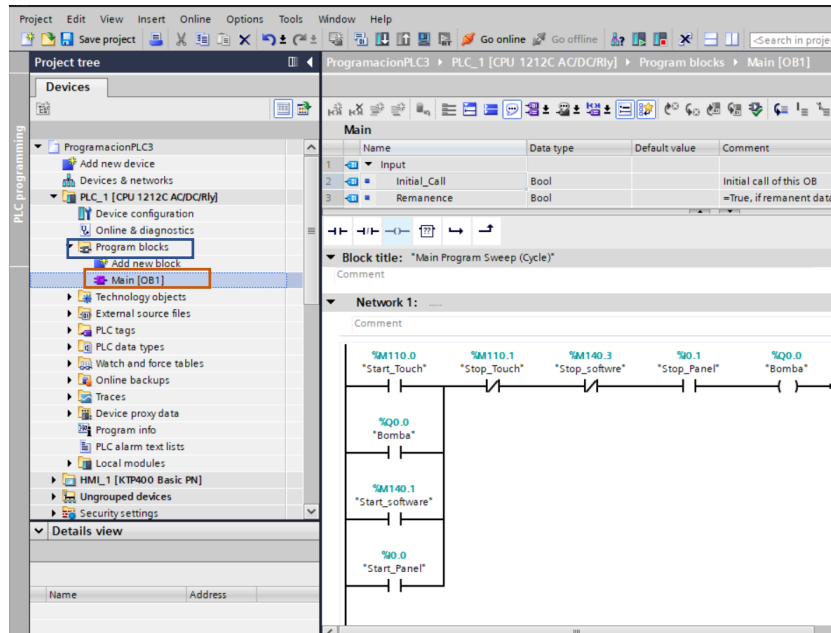 Project Edit View Insert Online Options Tools Window Help
Save project Go online Go offline <Search in proje
Project tree
ProgramacionPLC3 PLC_1 [CPU 1212C AC/DC/Rly] Program blocks Main [OB1]
Devices
PLC programming
ProgramacionPLC3
Add new device
Devices & networks
PLC_1 [CPU 1212C AC/DC/Rly]
Device configuration
Online & diagnostics
Program blocks
Add new block
Main [OB1]
Technology objects
External source files
PLC tags
PLC data types
Watch and force tables
Online backups
Traces
Device proxy data
Program info
PLC alarm text lists
Local modules
HMI_1 [KTP400 Basic PN]
Ungrouped devices
Security settings
Details view
Name Address
Main
Name Data type Default value Comment
1 Input
2 Initial_Call Bool Initial call of this OB
3 Remanence Bool =True, if remanent data
??
Block title: "Main Program Sweep (Cycle)"
Comment
Network 1: .....
Comment
%M110.0 %M110.1 %M140.3 %I0.1 %Q0.0
"Start_Touch" "Stop_Touch" "Stop_softwre" "Stop_Panel" "Bomba"
%Q0.0
"Bomba"
%M140.1
"Start_software"
%I0.0
"Start_Panel"